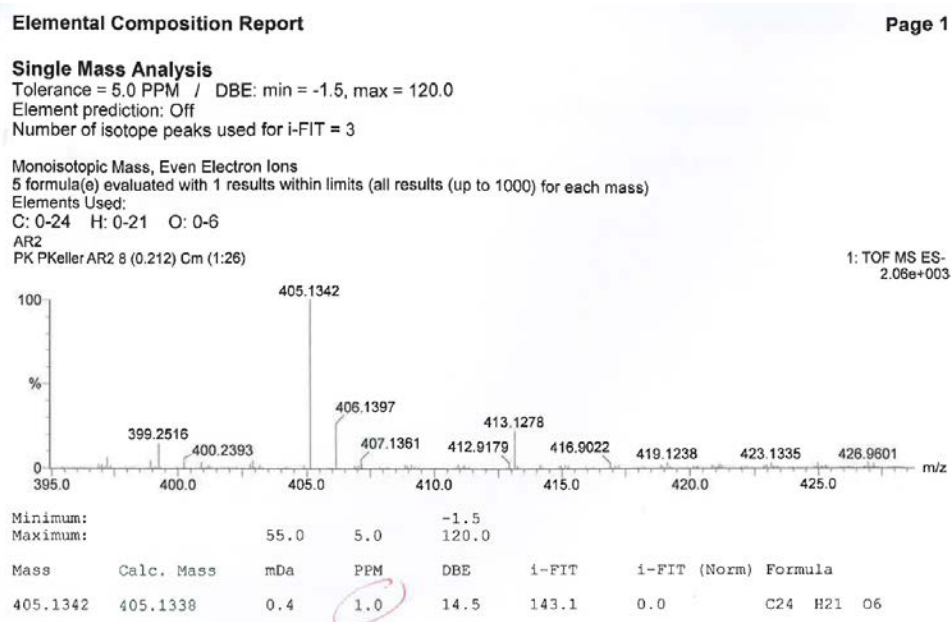 Elemental Composition Report Page 1
Single Mass Analysis
Tolerance = 5.0 PPM / DBE: min = -1.5, max = 120.0
Element prediction: Off
Number of isotope peaks used for i-FIT = 3
Monoisotopic Mass, Even Electron Ions
5 formula(e) evaluated with 1 results within limits (all results (up to 1000) for each mass)
Elements Used:
C: 0-24 H: 0-21 O: 0-6
AR2
PK PKeller AR2 8 (0.212) Cm (1:26) 1: TOF MS ES-
2.06e+003
100
%
0
405.1342
406.1397
407.1361
399.2516
400.2393
412.9179
413.1278
416.9022
419.1238
423.1335
426.9601
395.0 400.0 405.0 410.0 415.0 420.0 425.0 m/z
Minimum: -1.5
Maximum: 55.0 5.0 120.0
Mass Calc. Mass mDa PPM DBE i-FIT i-FIT (Norm) Formula
405.1342 405.1338 0.4 1.0 14.5 143.1 0.0 C24 H21 O6